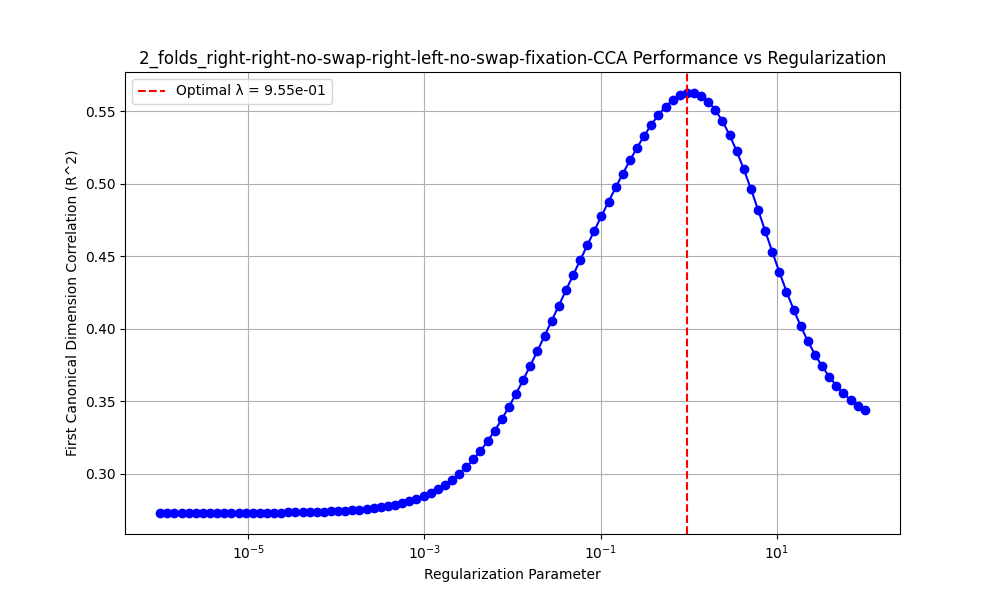 2_folds_right-right-no-swap-right-left-no-swap-fixation-CCA Performance vs Regularization
Optimal λ = 9.55e-01
First Canonical Dimension Correlation (R^2)
0.55
0.50
0.45
0.40
0.35
0.30
10⁻⁵
10⁻³
10⁻¹
10¹
Regularization Parameter